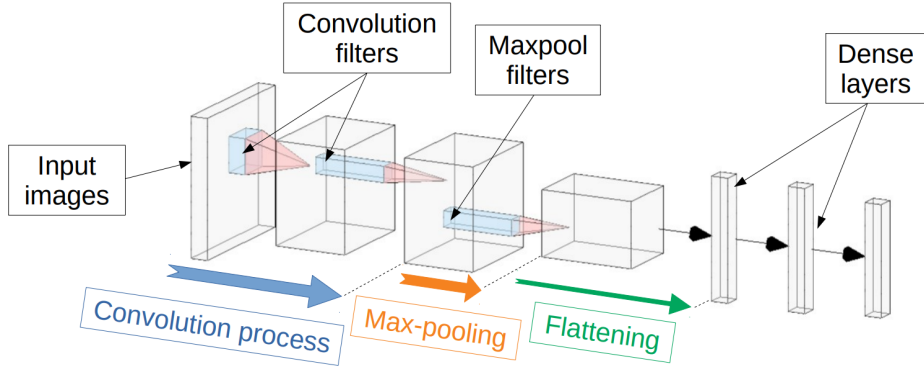 Convolution
filters
Maxpool
filters
Dense
layers
Input
images
Convolution process
Max-pooling
Flattening